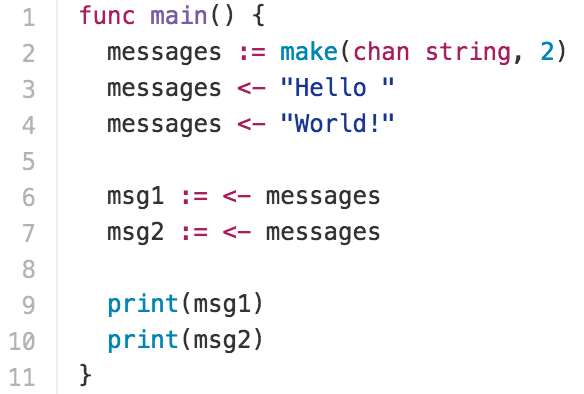 1 func main() {
2   messages := make(chan string, 2)
3   messages <- "Hello "
4   messages <- "World!"
5
6   msg1 := <- messages
7   msg2 := <- messages
8
9   print(msg1)
10   print(msg2)
11 }